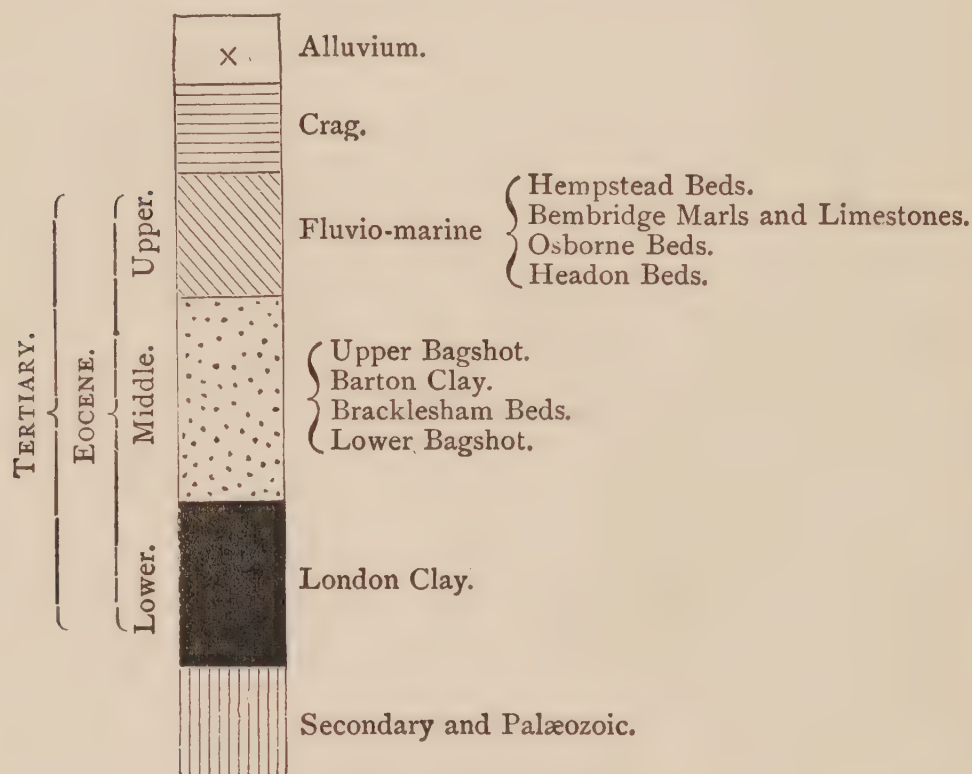 ×
Alluvium.
Crag.
Fluvio-marine
Hempstead Beds.
Bembridge Marls and Limestones.
Osborne Beds.
Headon Beds.
TERTIARY.
EOCENE.
Upper.
Middle.
Lower.
Upper Bagshot.
Barton Clay.
Bracklesham Beds.
Lower Bagshot.
London Clay.
Secondary and Palæozoic.